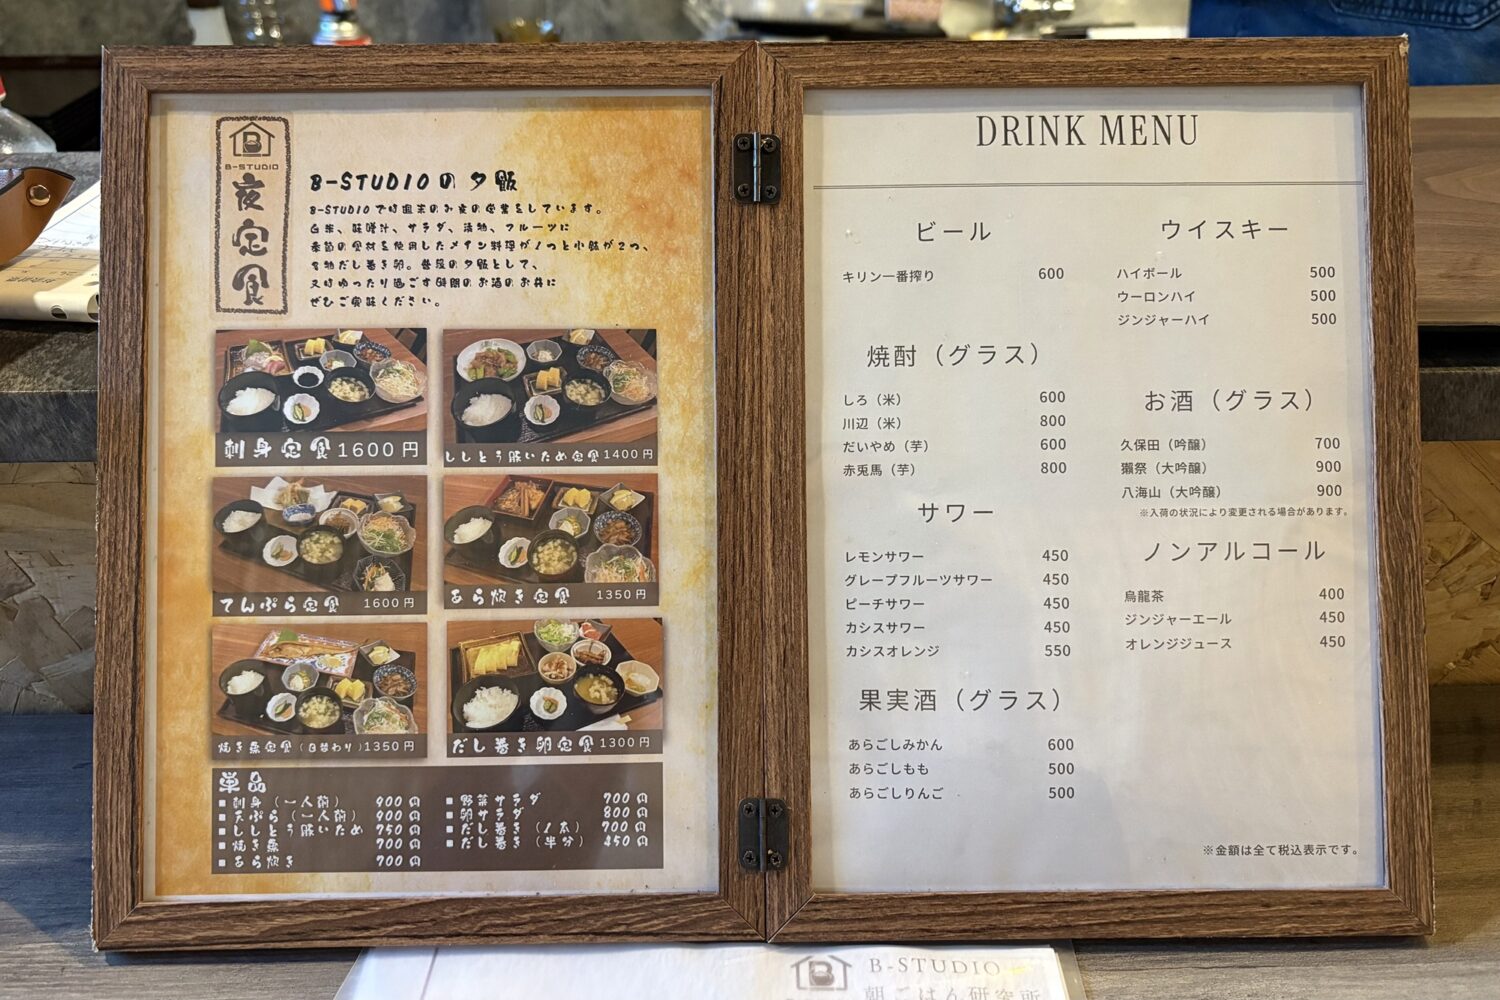 B-STUDIO
夜定食
B-STUDIOの夕飯
B-STUDIOでは週末のみ夜の営業をしています。
白米、味噌汁、サラダ、漬物、フルーツに
季節の食材を使用したメイン料理が1つと小鉢が2つ、
名物だし巻き卵。普段の夕飯として、
又はゆったり過ごす時間のお酒のお供に
ぜひご賞味ください。
刺身定食1600円
ししとう豚いため定食1400円
てんぷら定食 1600円
あら炊き定食 1350円
焼き魚定食(日替わり)1350円
だし巻き卵定食1300円
単品
■刺身(一人前) 900円
■天ぷら(一人前) 900円
■ししとう豚いため 750円
■焼き魚 700円
■あら炊き 700円
■野菜サラダ 700円
■卵サラダ 800円
■だし巻き(1本) 700円
■だし巻き(半分) 450円
DRINK MENU
ビール
キリン一番搾り 600
焼酎(グラス)
しろ(米) 600
川辺(米) 800
だいやめ(芋) 600
赤兎馬(芋) 800
サワー
レモンサワー 450
グレープフルーツサワー 450
ピーチサワー 450
カシスサワー 450
カシスオレンジ 550
果実酒(グラス)
あらごしみかん 600
あらごしもも 500
あらごしりんご 500
ウイスキー
ハイボール 500
ウーロンハイ 500
ジンジャーハイ 500
お酒(グラス)
久保田(吟醸) 700
獺祭(大吟醸) 900
八海山(大吟醸) 900
※入荷の状況により変更される場合があります。
ノンアルコール
烏龍茶 400
ジンジャーエール 450
オレンジジュース 450
※金額は全て税込表示です。
B-STUDIO
朝ごはん研究所